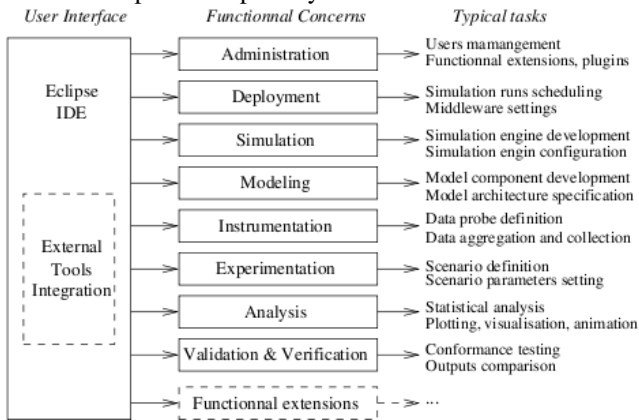 User Interface Functionnal Concerns Typical tasks
Eclipse
IDE
External
Tools
Integration
Administration
Users mamangement
Functionnal extensions, plugins
Deployment
Simulation runs scheduling
Middleware settings
Simulation
Simulation engine development
Simulation engin configuration
Modeling
Model component development
Model architecture specification
Instrumentation
Data probe definition
Data aggregation and collection
Experimentation
Scenario definition
Scenario parameters setting
Analysis
Statistical analysis
Plotting, visualisation, animation
Validation & Verification
Conformance testing
Outputs comparison
Functionnal extensions
...